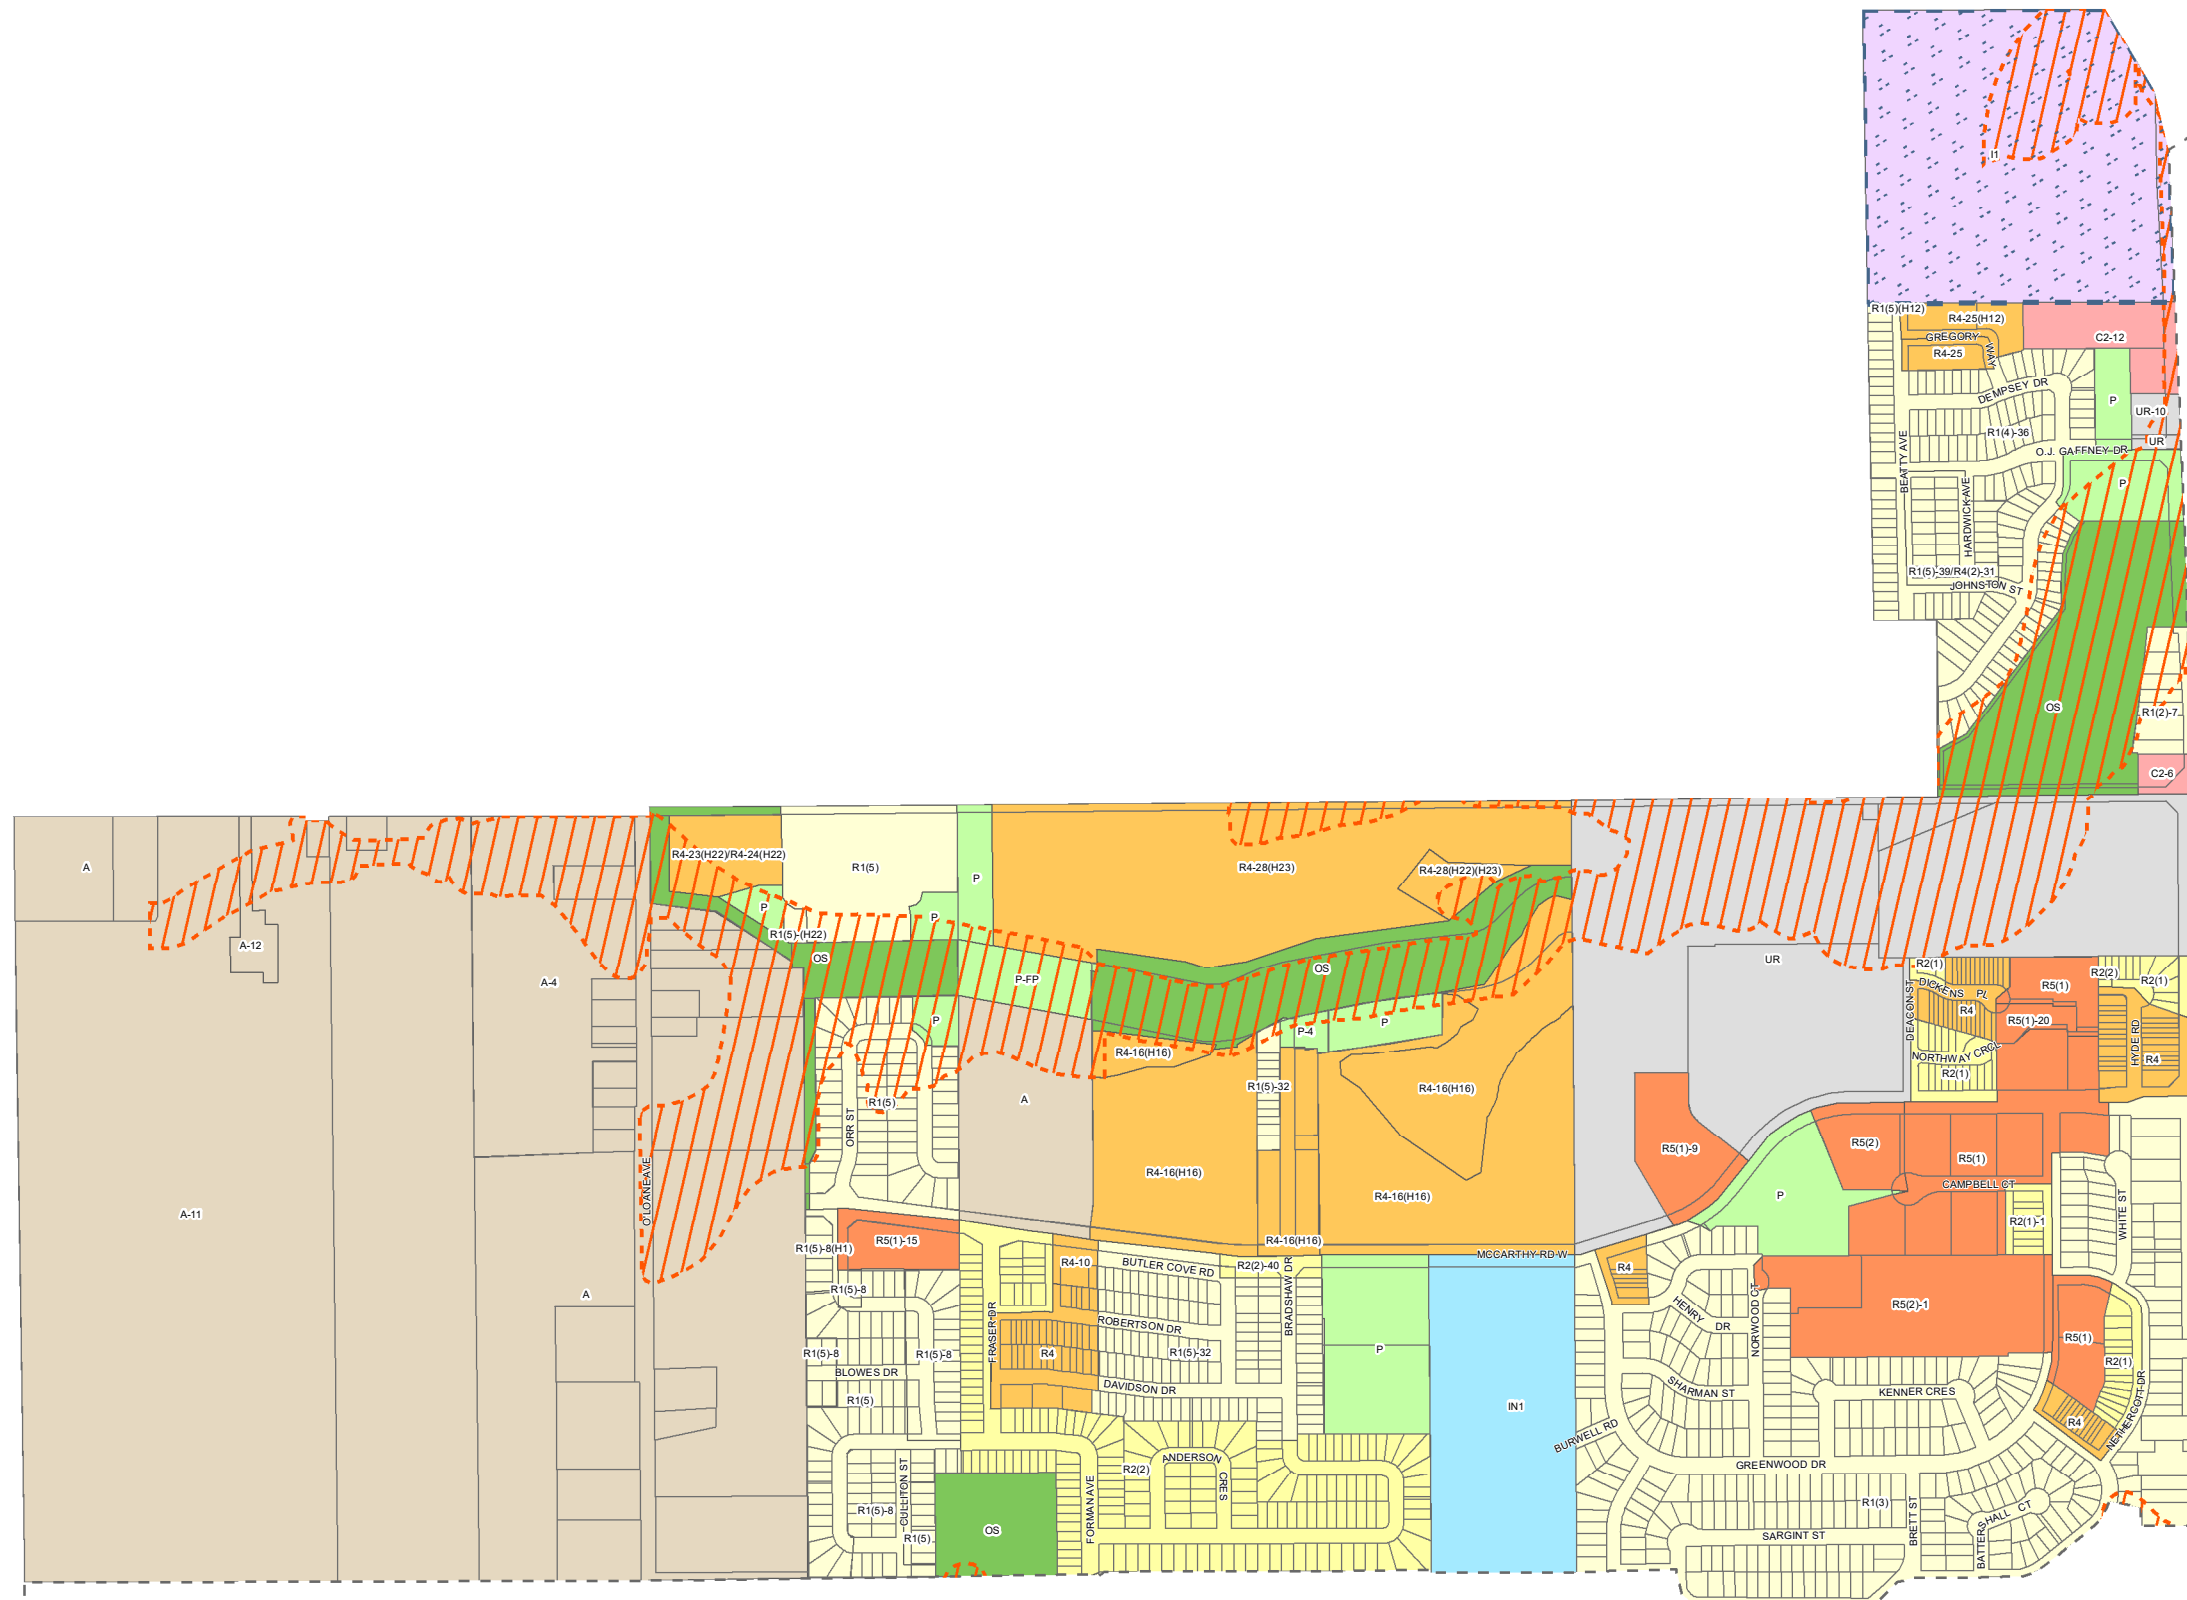 I1
R1(5)(H12)
R4-25(H12)
C2-12
GREGORY
WAY
R4-25
DEMPSEY DR
P
UR-10
R1(4)-36
UR
O.J. GAFFNEY DR
BEATTY AVE
HARDWICK AVE
P
R1(5)-39/R4(2)-31
JOHNSTON ST
OS
R1(2)-7
C2-6
A
R4-23(H22)/R4-24(H22)
R1(5)
P
R4-28(H23)
R4-28(H22)(H23)
P
P
R1(5)-(H22)
A-12
OS
OS
UR
A-4
P-FP
R2(1)
R2(2)
R2(1)
R5(1)
DICKENS PL
R4
DEACON ST
P
P-4
P
R5(1)-20
HYDE RD
R4
R4-16(H16)
NORTHWAY CRCL
R2(1)
R1(5)-32
R4-16(H16)
A
R1(5)
ORR ST
R5(1)-9
R5(2)
R5(1)
R4-16(H16)
R4-16(H16)
CAMPBELL CT
O'LOANE AVE
P
WHITE ST
A-11
R2(1)-1
R1(5)-8(H1)
R5(1)-15
R4-16(H16)
MCCARTHY RD W
R4-10
BUTLER COVE RD
R2(2)-40
R4
R1(5)-8
A
BRADSHAW DR
HENRY DR
NORWOOD CT
R5(2)-1
FRASER DR
ROBERTSON DR
R5(1)
R1(5)-8
R1(5)-8
R4
R1(5)-32
P
R2(1)
BLOWES DR
DAVIDSON DR
SHARMAN ST
KENNER CRES
R1(5)
IN1
R4
NETHERCOTT DR
BURWELL RD
R2(2)
ANDERSON
CRES
GREENWOOD DR
CULLITON ST
FORMAN AVE
R1(5)-8
R1(3)
OS
R1(5)
SARGINT ST
BRETT ST
BATTERSHALL CT